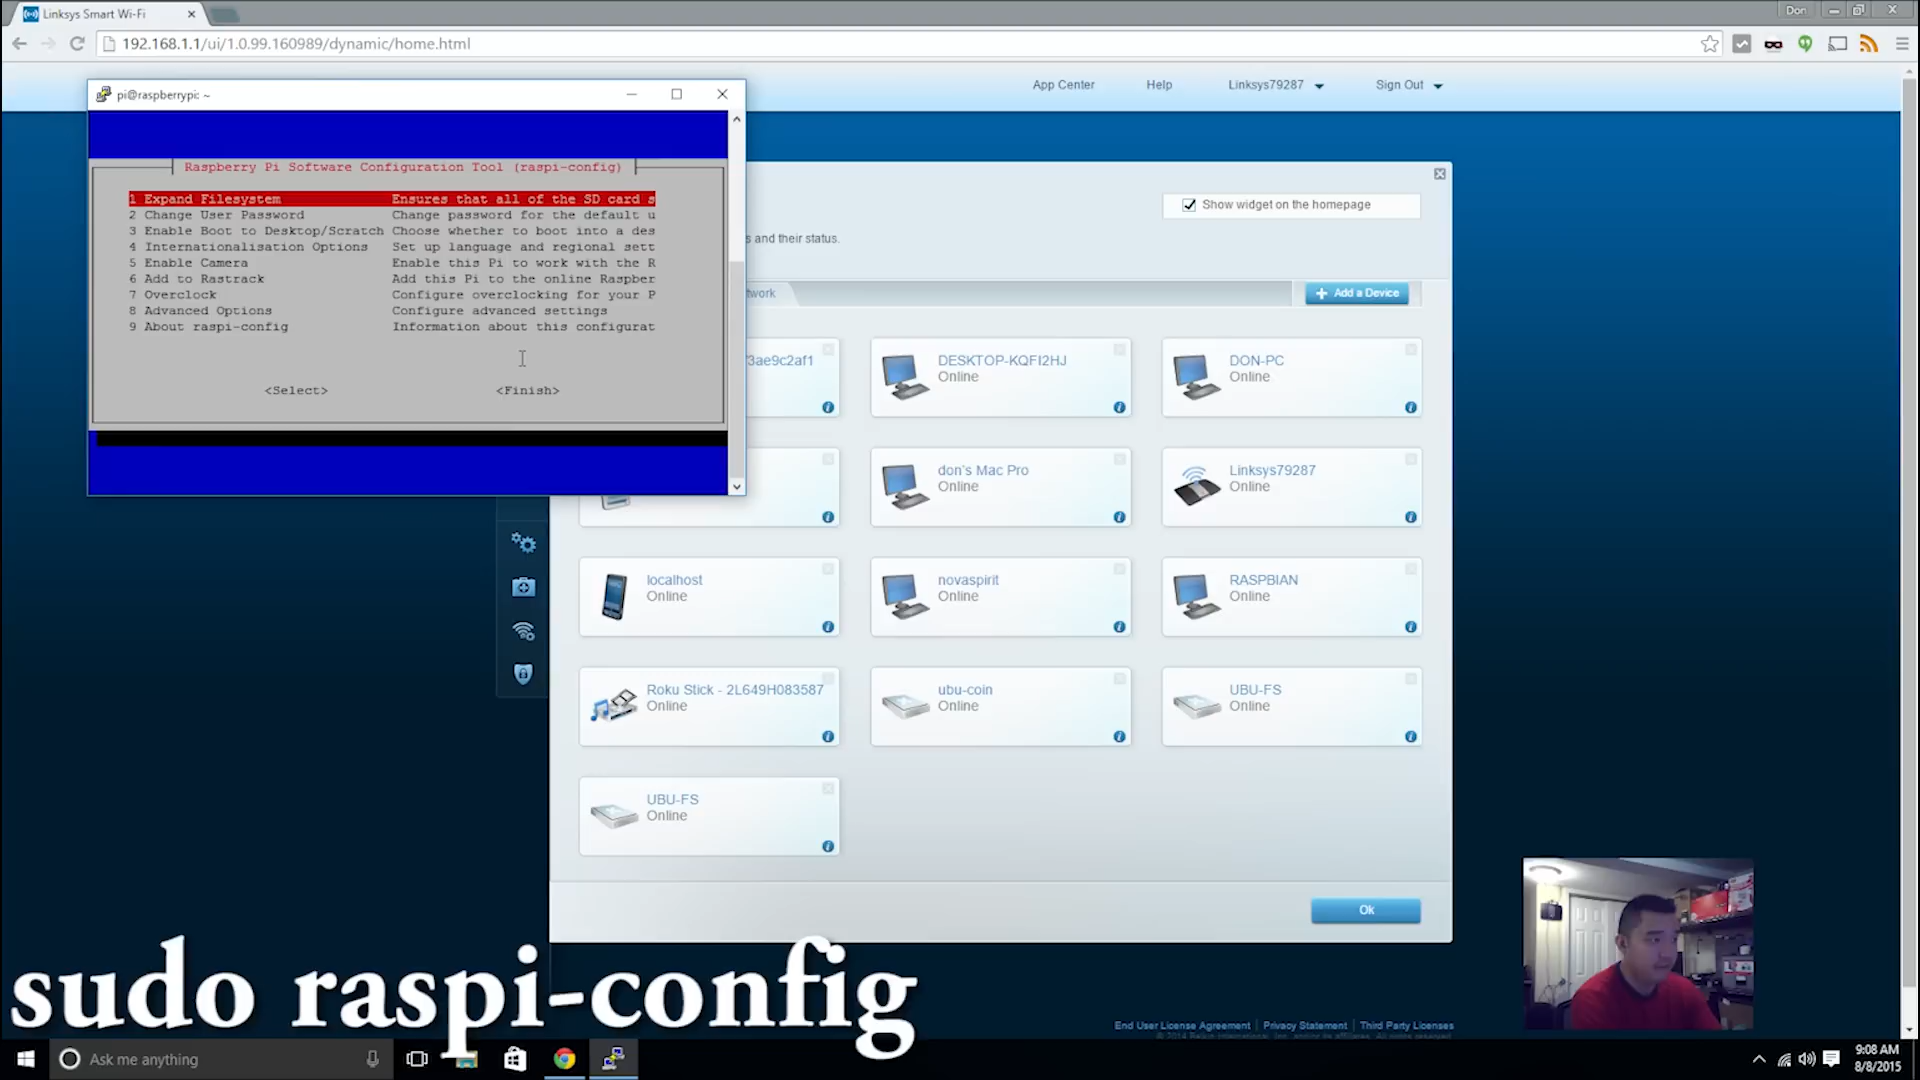 Linksys Smart Wi-Fi
Don
192.168.1.1/ui/1.0.99.160989/dynamic/home.html
App Center
Help
Linksys79287
Sign Out
pi@raspberrypi: ~
Raspberry Pi Software Configuration Tool (raspi-config)
1 Expand Filesystem Ensures that all of the SD card s
2 Change User Password Change password for the default u
3 Enable Boot to Desktop/Scratch Choose whether to boot into a des
4 Internationalisation Options Set up language and regional sett
5 Enable Camera Enable this Pi to work with the R
6 Add to Rastrack Add this Pi to the online Raspber
7 Overclock Configure overclocking for your P
8 Advanced Options Configure advanced settings
9 About raspi-config Information about this configurat
<Select> <Finish>
Show widget on the homepage
s and their status.
twork
+ Add a Device
3ae9c2af1
DESKTOP-KQFI2HJ
Online
DON-PC
Online
don's Mac Pro
Online
Linksys79287
Online
localhost
Online
novaspirit
Online
RASPBIAN
Online
Roku Stick - 2L649H083587
Online
ubu-coin
Online
UBU-FS
Online
UBU-FS
Online
Ok
sudo raspi-config
End User License Agreement | Privacy Statement | Third Party Licenses
Ask me anything
9:08 AM
8/8/2015